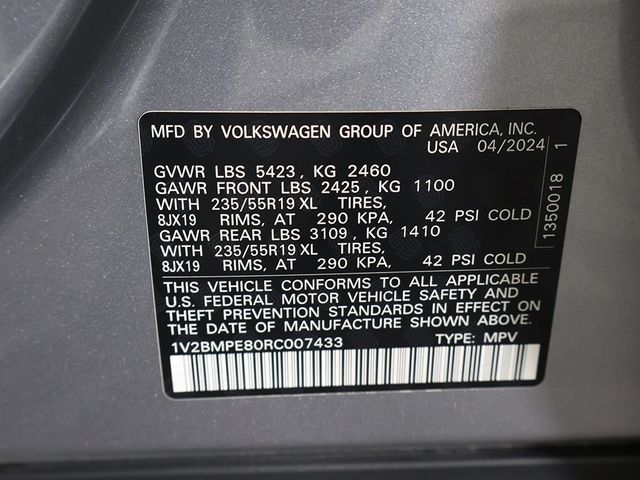 MFD BY VOLKSWAGEN GROUP OF AMERICA, INC.
USA 04/2024
GVWR LBS 5423, KG 2460
GAWR FRONT LBS 2425, KG 1100
WITH 235/55R19 XL TIRES,
8JX19 RIMS, AT 290 KPA, 42 PSI COLD
GAWR REAR LBS 3109, KG 1410
WITH 235/55R19 XL TIRES,
8JX19 RIMS, AT 290 KPA, 42 PSI COLD
THIS VEHICLE CONFORMS TO ALL APPLICABLE
U.S. FEDERAL MOTOR VEHICLE SAFETY AND
THEFT PREVENTION STANDARDS IN EFFECT ON
THE DATE OF MANUFACTURE SHOWN ABOVE.
1V2BMPE80RC007433 TYPE: MPV
1350018 1